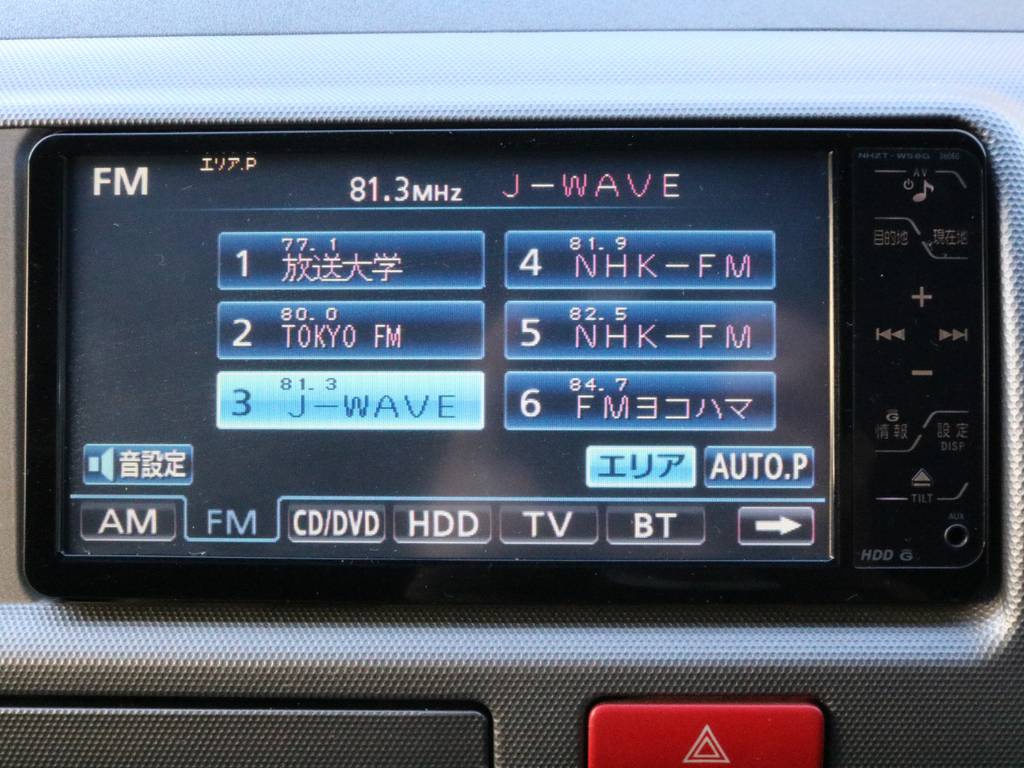 NHZT-W58G
エリア.P
FM
81.3MHz J-WAVE
AV
目的地 現在地
1 77.1 放送大学
4 81.9 NHK-FM
2 80.0 TOKYO FM
5 82.5 NHK-FM
3 81.3 J-WAVE
6 84.7 FMヨコハマ
+
-
G
情報
設定
DISP
音設定
エリア
AUTO.P
TILT
AM
FM
CD/DVD
HDD
TV
BT
AUX
HDD G